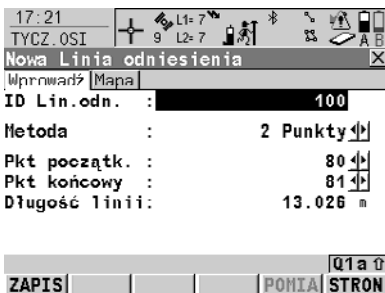 17:21
TYCZ.OSI
9
L1= 7
L2= 7
A B
Nowa Linia odniesienia X
Wprowadź Mapa
ID Lin.odn. : 100
Metoda : 2 Punkty
Pkt początk. : 80
Pkt końcowy : 81
Długość linii: 13.026 m
Q1a⇧
ZAPIS POMIA STRON